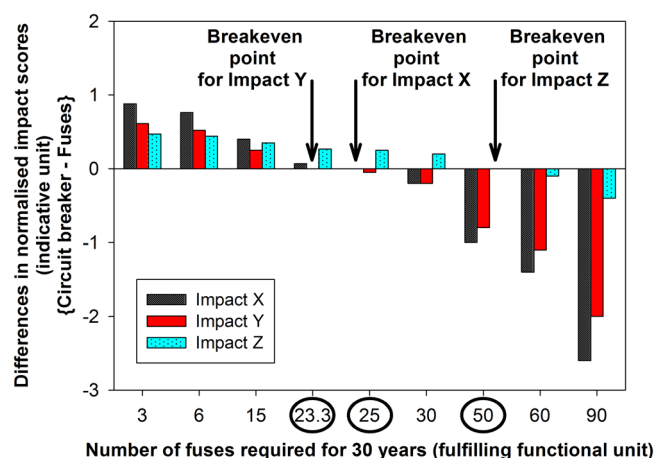 2
1
0
-1
-2
-3
Differences in normalised impact scores
(indicative unit)
{Circuit breaker - Fuses}
Breakeven
point
for Impact Y
Breakeven
point
for Impact X
Breakeven
point
for Impact Z
Impact X
Impact Y
Impact Z
3 6 15 23.3 25 30 50 60 90
Number of fuses required for 30 years (fulfilling functional unit)